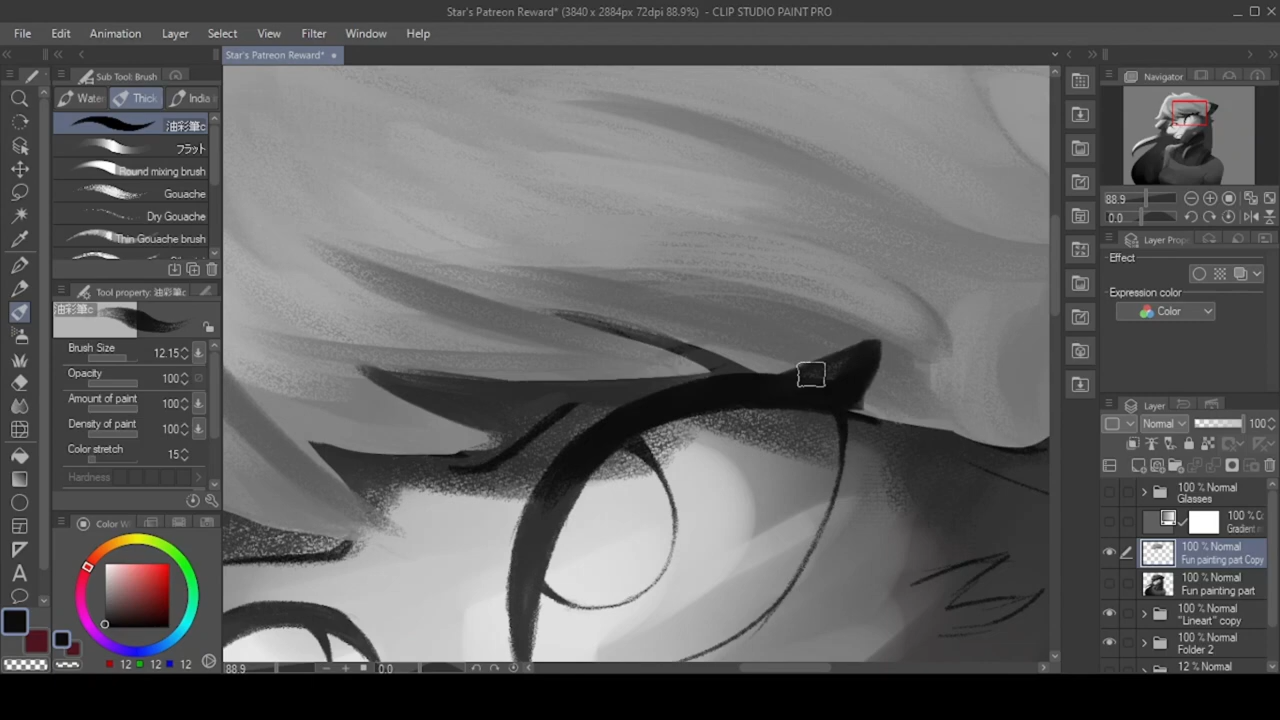 Star's Patreon Reward* (3840 x 2884px 72dpi 88.9%) - CLIP STUDIO PAINT PRO
File Edit Animation Layer Select View Filter Window Help
Star's Patreon Reward*
Sub Tool: Brush
Water Thick India
油彩筆c
フラット
Round mixing brush
Gouache
Dry Gouache
Thin Gouache brush
Tool property: 油彩筆c
油彩筆c
Brush Size 12.15
Opacity 100
Amount of paint 100
Density of paint 100
Color stretch 15
Hardness
Color W
12 12 12
88.9 0.0
Navigator
88.9
0.0
Layer Prop
Effect
Expression color
Color
Layer
Normal 100
100 % Normal
Glasses
100 % C
Gradient m
100 % Normal
Fun painting part Copy
100 % Normal
Fun painting part
100 % Normal
"Lineart" copy
100 % Normal
Folder 2
12 % Normal